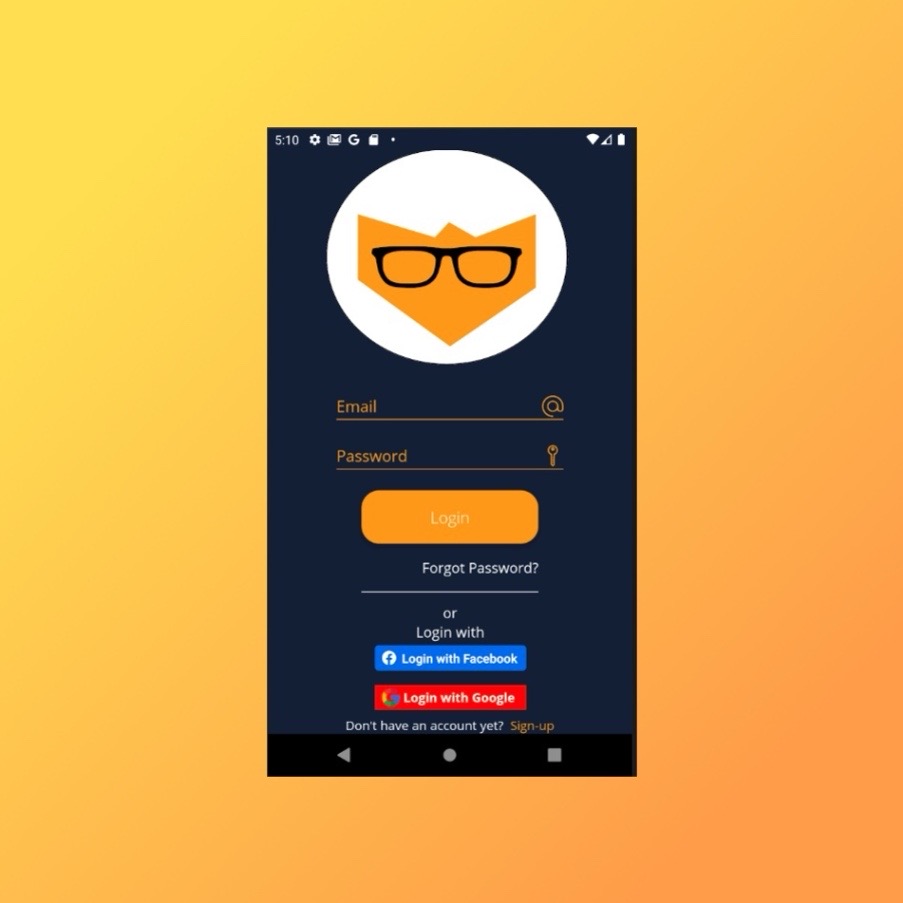 5:10
Email
Password
Login
Forgot Password?
or
Login with
Login with Facebook
Login with Google
Don't have an account yet? Sign-up